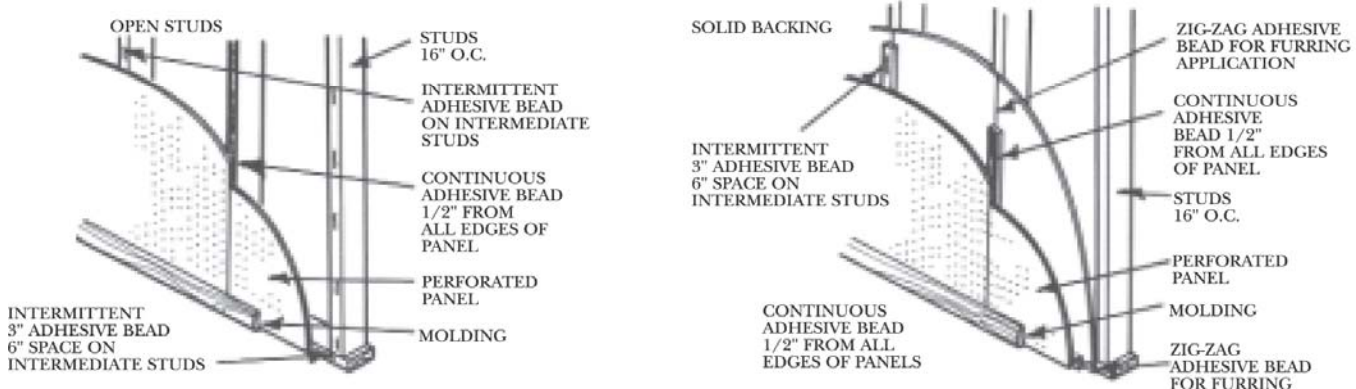 OPEN STUDS
STUDS
16" O.C.
INTERMITTENT
ADHESIVE BEAD
ON INTERMEDIATE
STUDS
CONTINUOUS
ADHESIVE BEAD
1/2" FROM
ALL EDGES OF
PANEL
PERFORATED
PANEL
MOLDING
INTERMITTENT
3" ADHESIVE BEAD
6" SPACE ON
INTERMEDIATE STUDS
SOLID BACKING
ZIG-ZAG ADHESIVE
BEAD FOR FURRING
APPLICATION
CONTINUOUS
ADHESIVE
BEAD 1/2"
FROM ALL EDGES
OF PANEL
INTERMITTENT
3" ADHESIVE BEAD
6" SPACE ON
INTERMEDIATE STUDS
STUDS
16" O.C.
PERFORATED
PANEL
MOLDING
CONTINUOUS
ADHESIVE BEAD
1/2" FROM ALL
EDGES OF PANELS
ZIG-ZAG
ADHESIVE BEAD
FOR FURRING